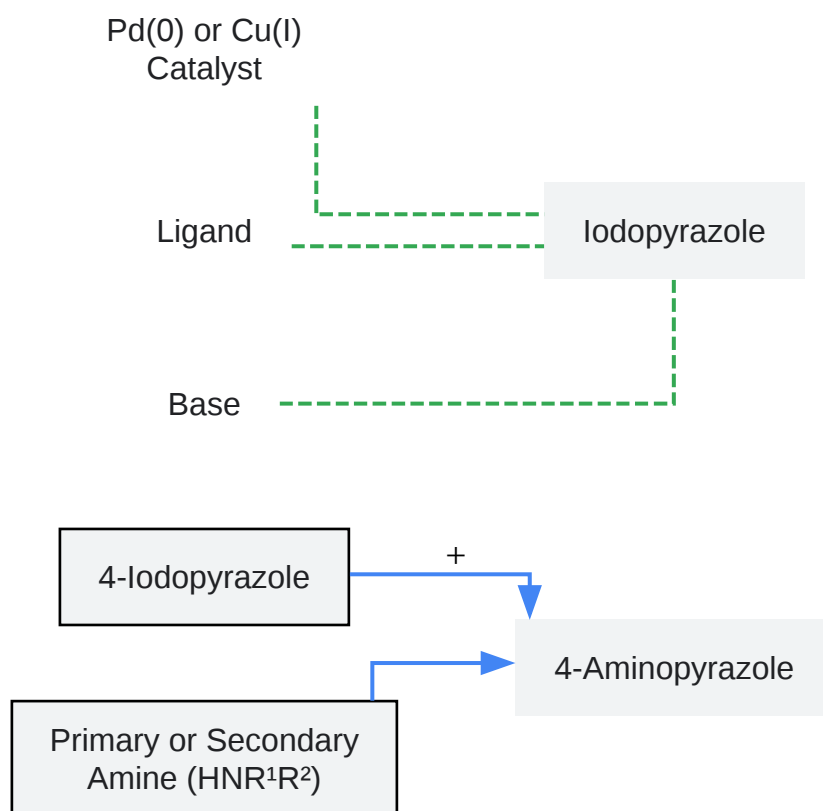 Pd(0) or Cu(I)
Catalyst
Ligand
Iodopyrazole
Base
4-Iodopyrazole
+
4-Aminopyrazole
Primary or Secondary
Amine (HNR¹R²)